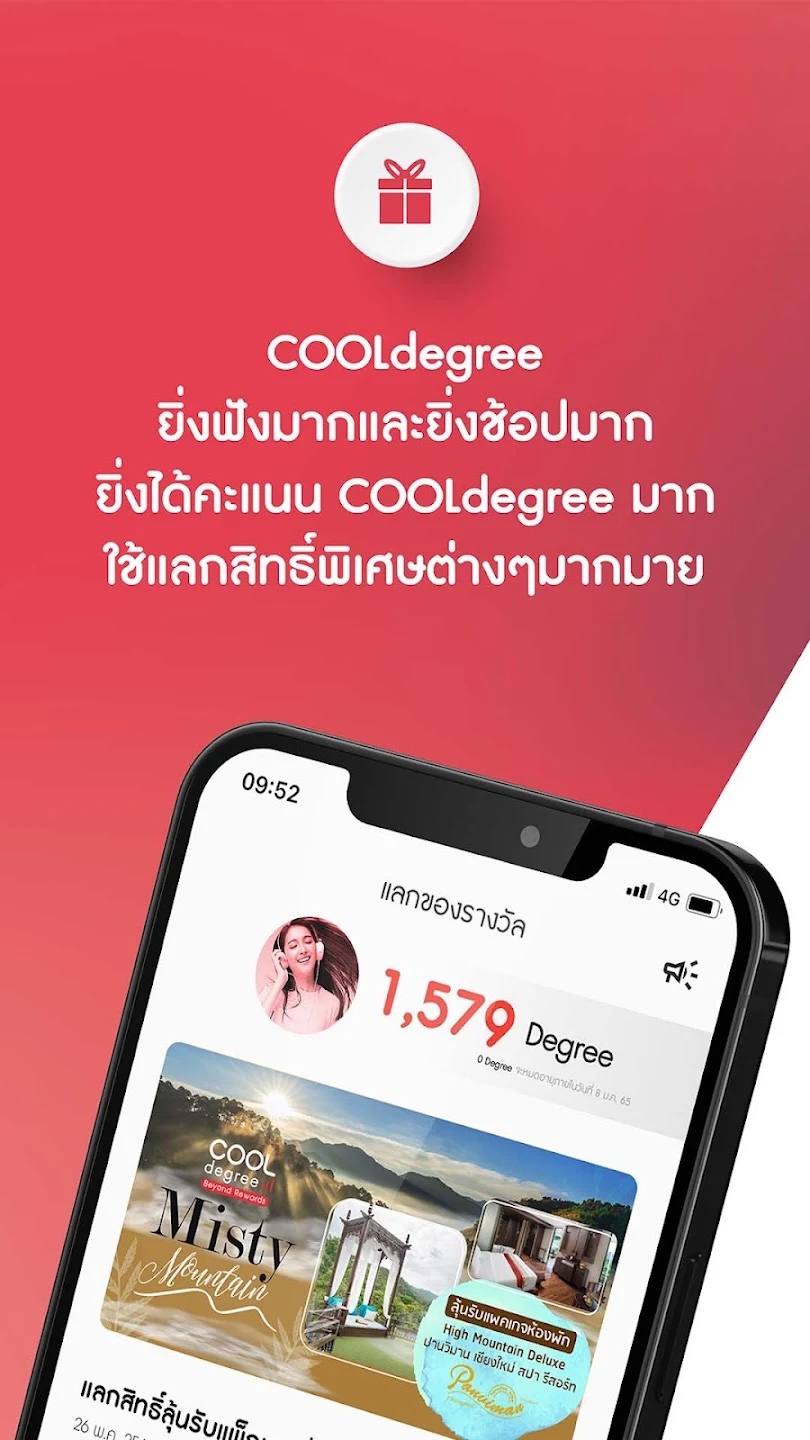 COOLdegree
ยิ่งฟังมากและยิ่งช้อปมาก
ยิ่งได้คะแนน COOLdegree มาก
ใช้แลกสิทธิ์พิเศษต่างๆมากมาย
09:52
4G
แลกของรางวัล
1,579 Degree
0 Degree จะหมดอายุภายในวันที่ 8 ม.ค. 65
COOL
degree
Beyond Rewards
Misty
Mountain
ลุ้นรับแพคเกจห้องพัก
High Mountain Deluxe
ปานวิมาน เชียงใหม่ สปา รีสอร์ท
Panviman
แลกสิทธิ์ลุ้นรับแพ็ก
26 พ.ค.